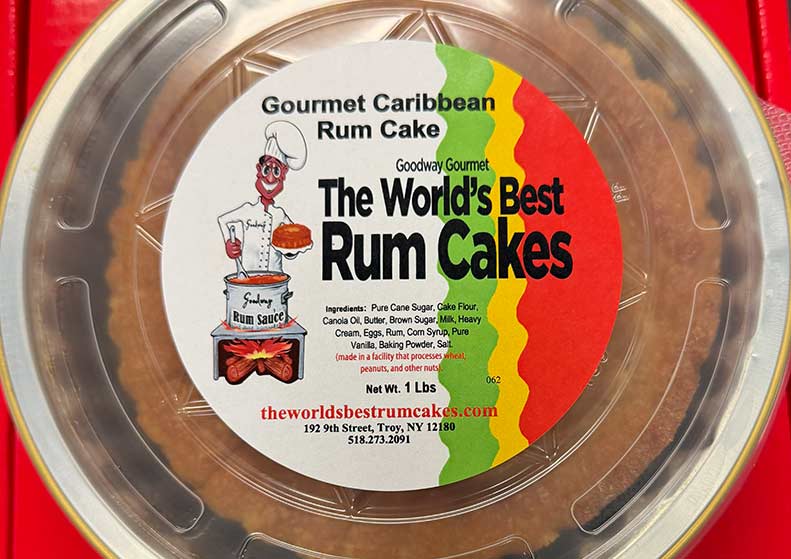 Gourmet Caribbean
Rum Cake
Goodway Gourmet
The World's Best
Rum Cakes
Goodway
Goodway
Rum Sauce
Ingredients: Pure Cane Sugar, Cake Flour,
Canola Oil, Butter, Brown Sugar, Milk, Heavy
Cream, Eggs, Rum, Corn Syrup, Pure
Vanilla, Baking Powder, Salt.
(made in a facility that processes wheat,
peanuts, and other nuts).
Net Wt. 1 Lbs
062
theworldsbestrumcakes.com
192 9th Street, Troy, NY 12180
518.273.2091